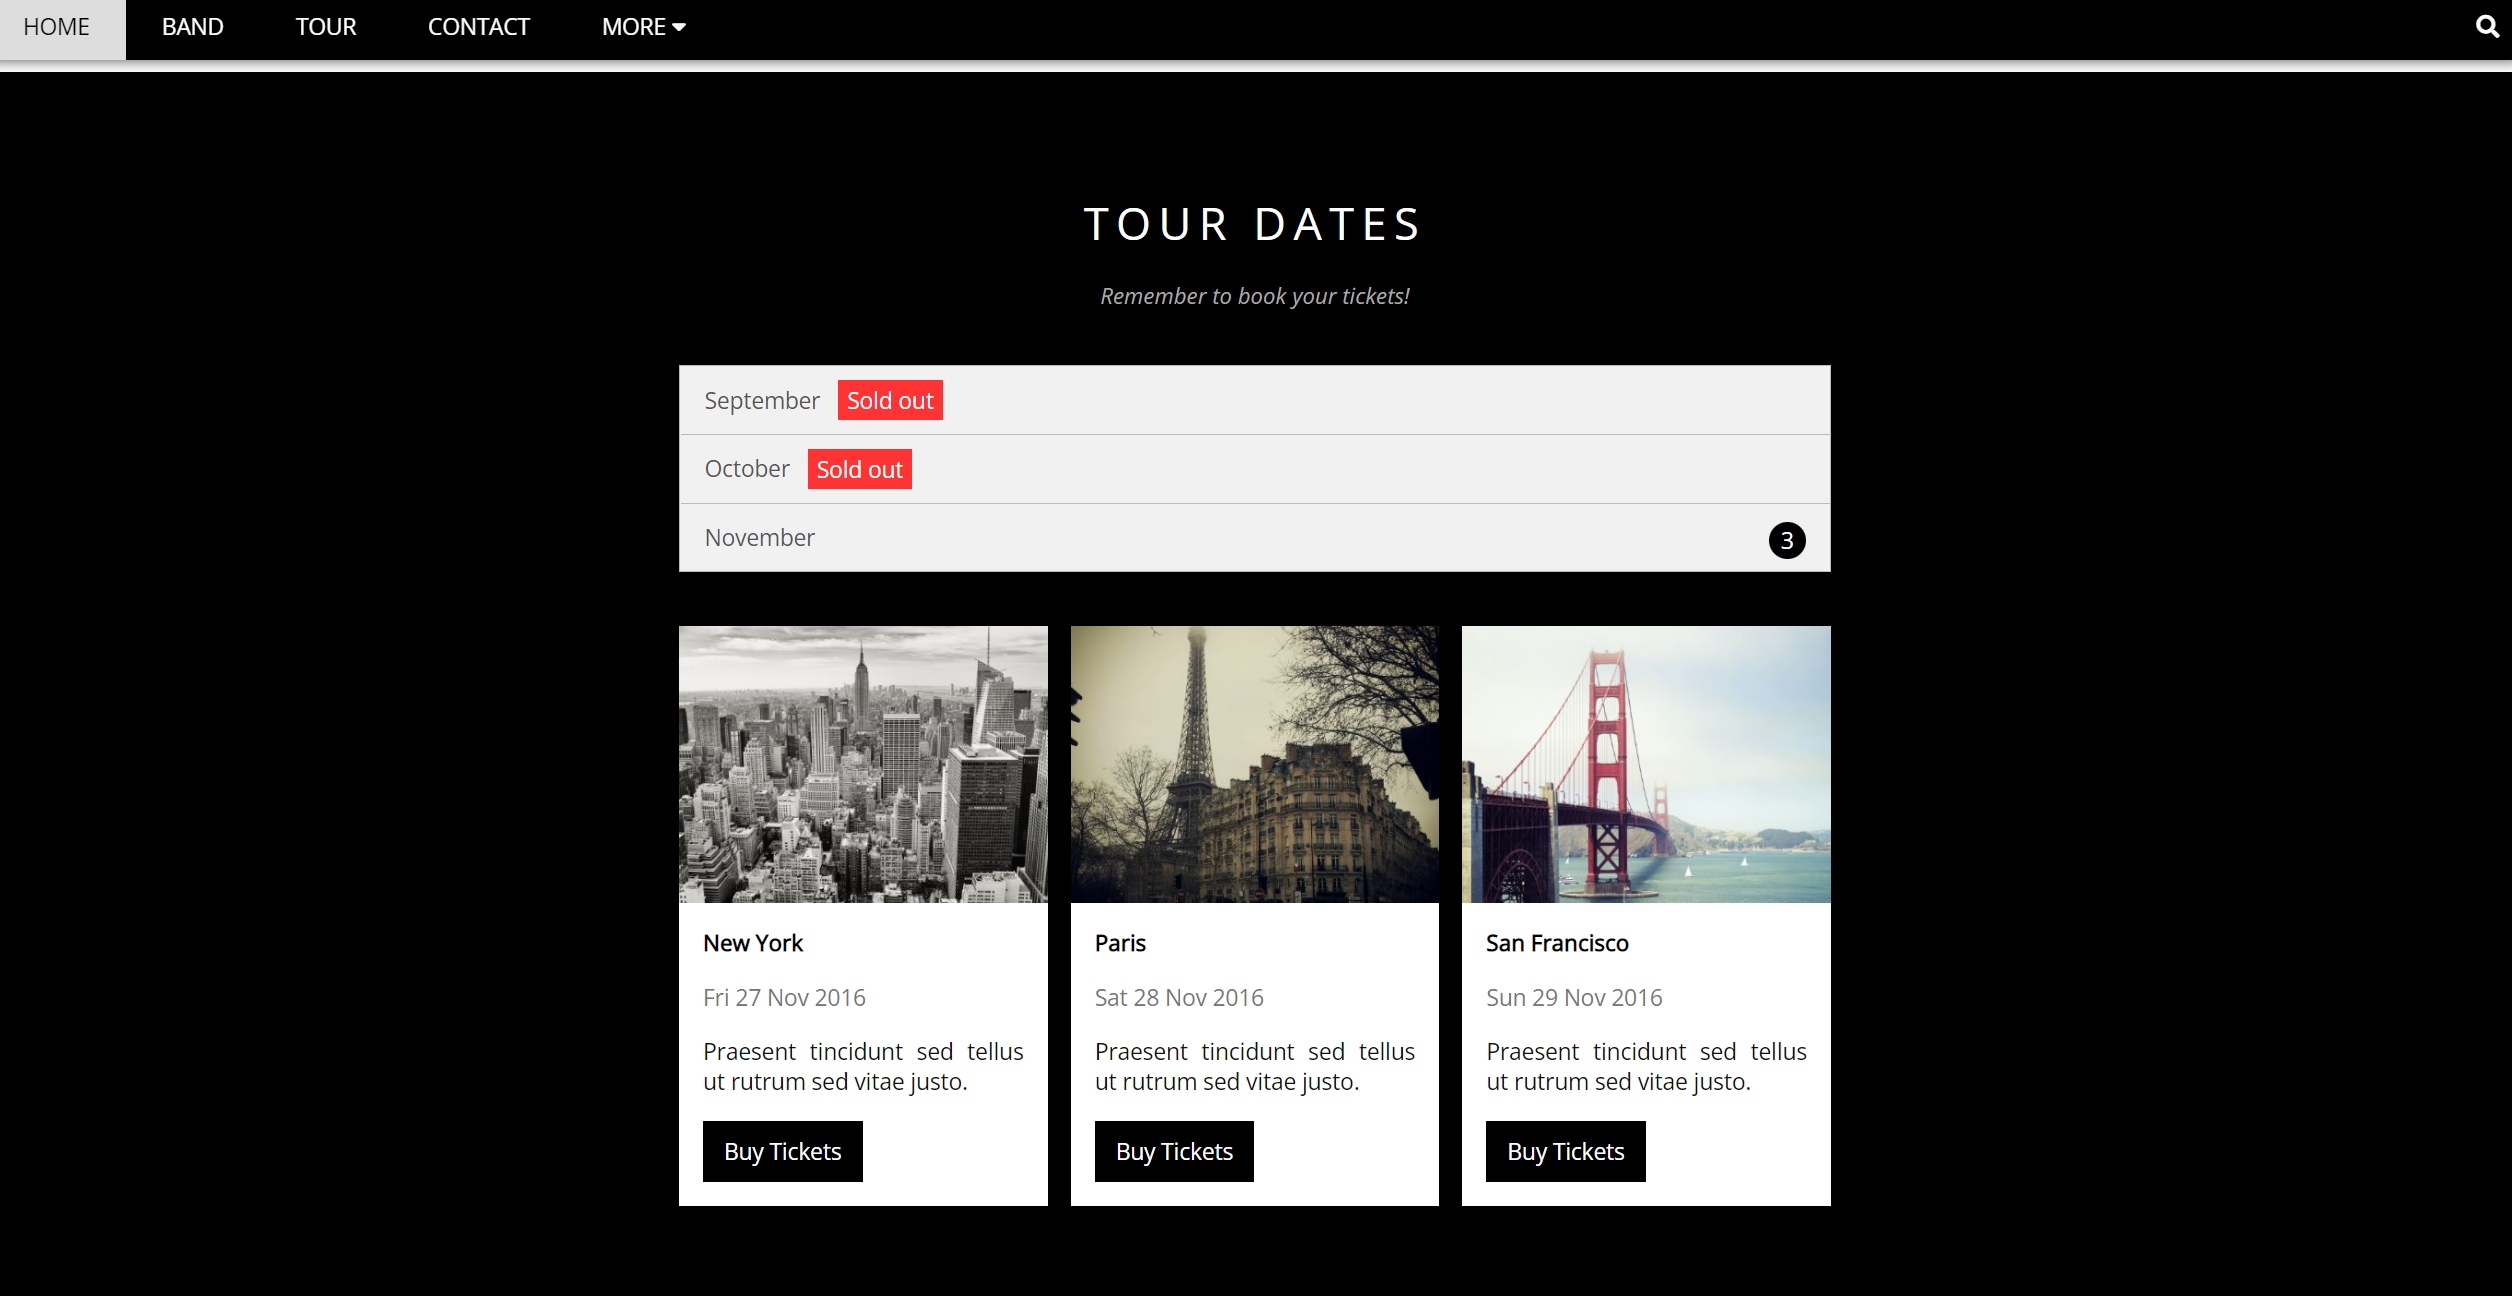 HOME BAND TOUR CONTACT MORE
TOUR DATES
Remember to book your tickets!
September Sold out
October Sold out
November 3
New York
Fri 27 Nov 2016
Praesent tincidunt sed tellus
ut rutrum sed vitae justo.
Buy Tickets
Paris
Sat 28 Nov 2016
Praesent tincidunt sed tellus
ut rutrum sed vitae justo.
Buy Tickets
San Francisco
Sun 29 Nov 2016
Praesent tincidunt sed tellus
ut rutrum sed vitae justo.
Buy Tickets